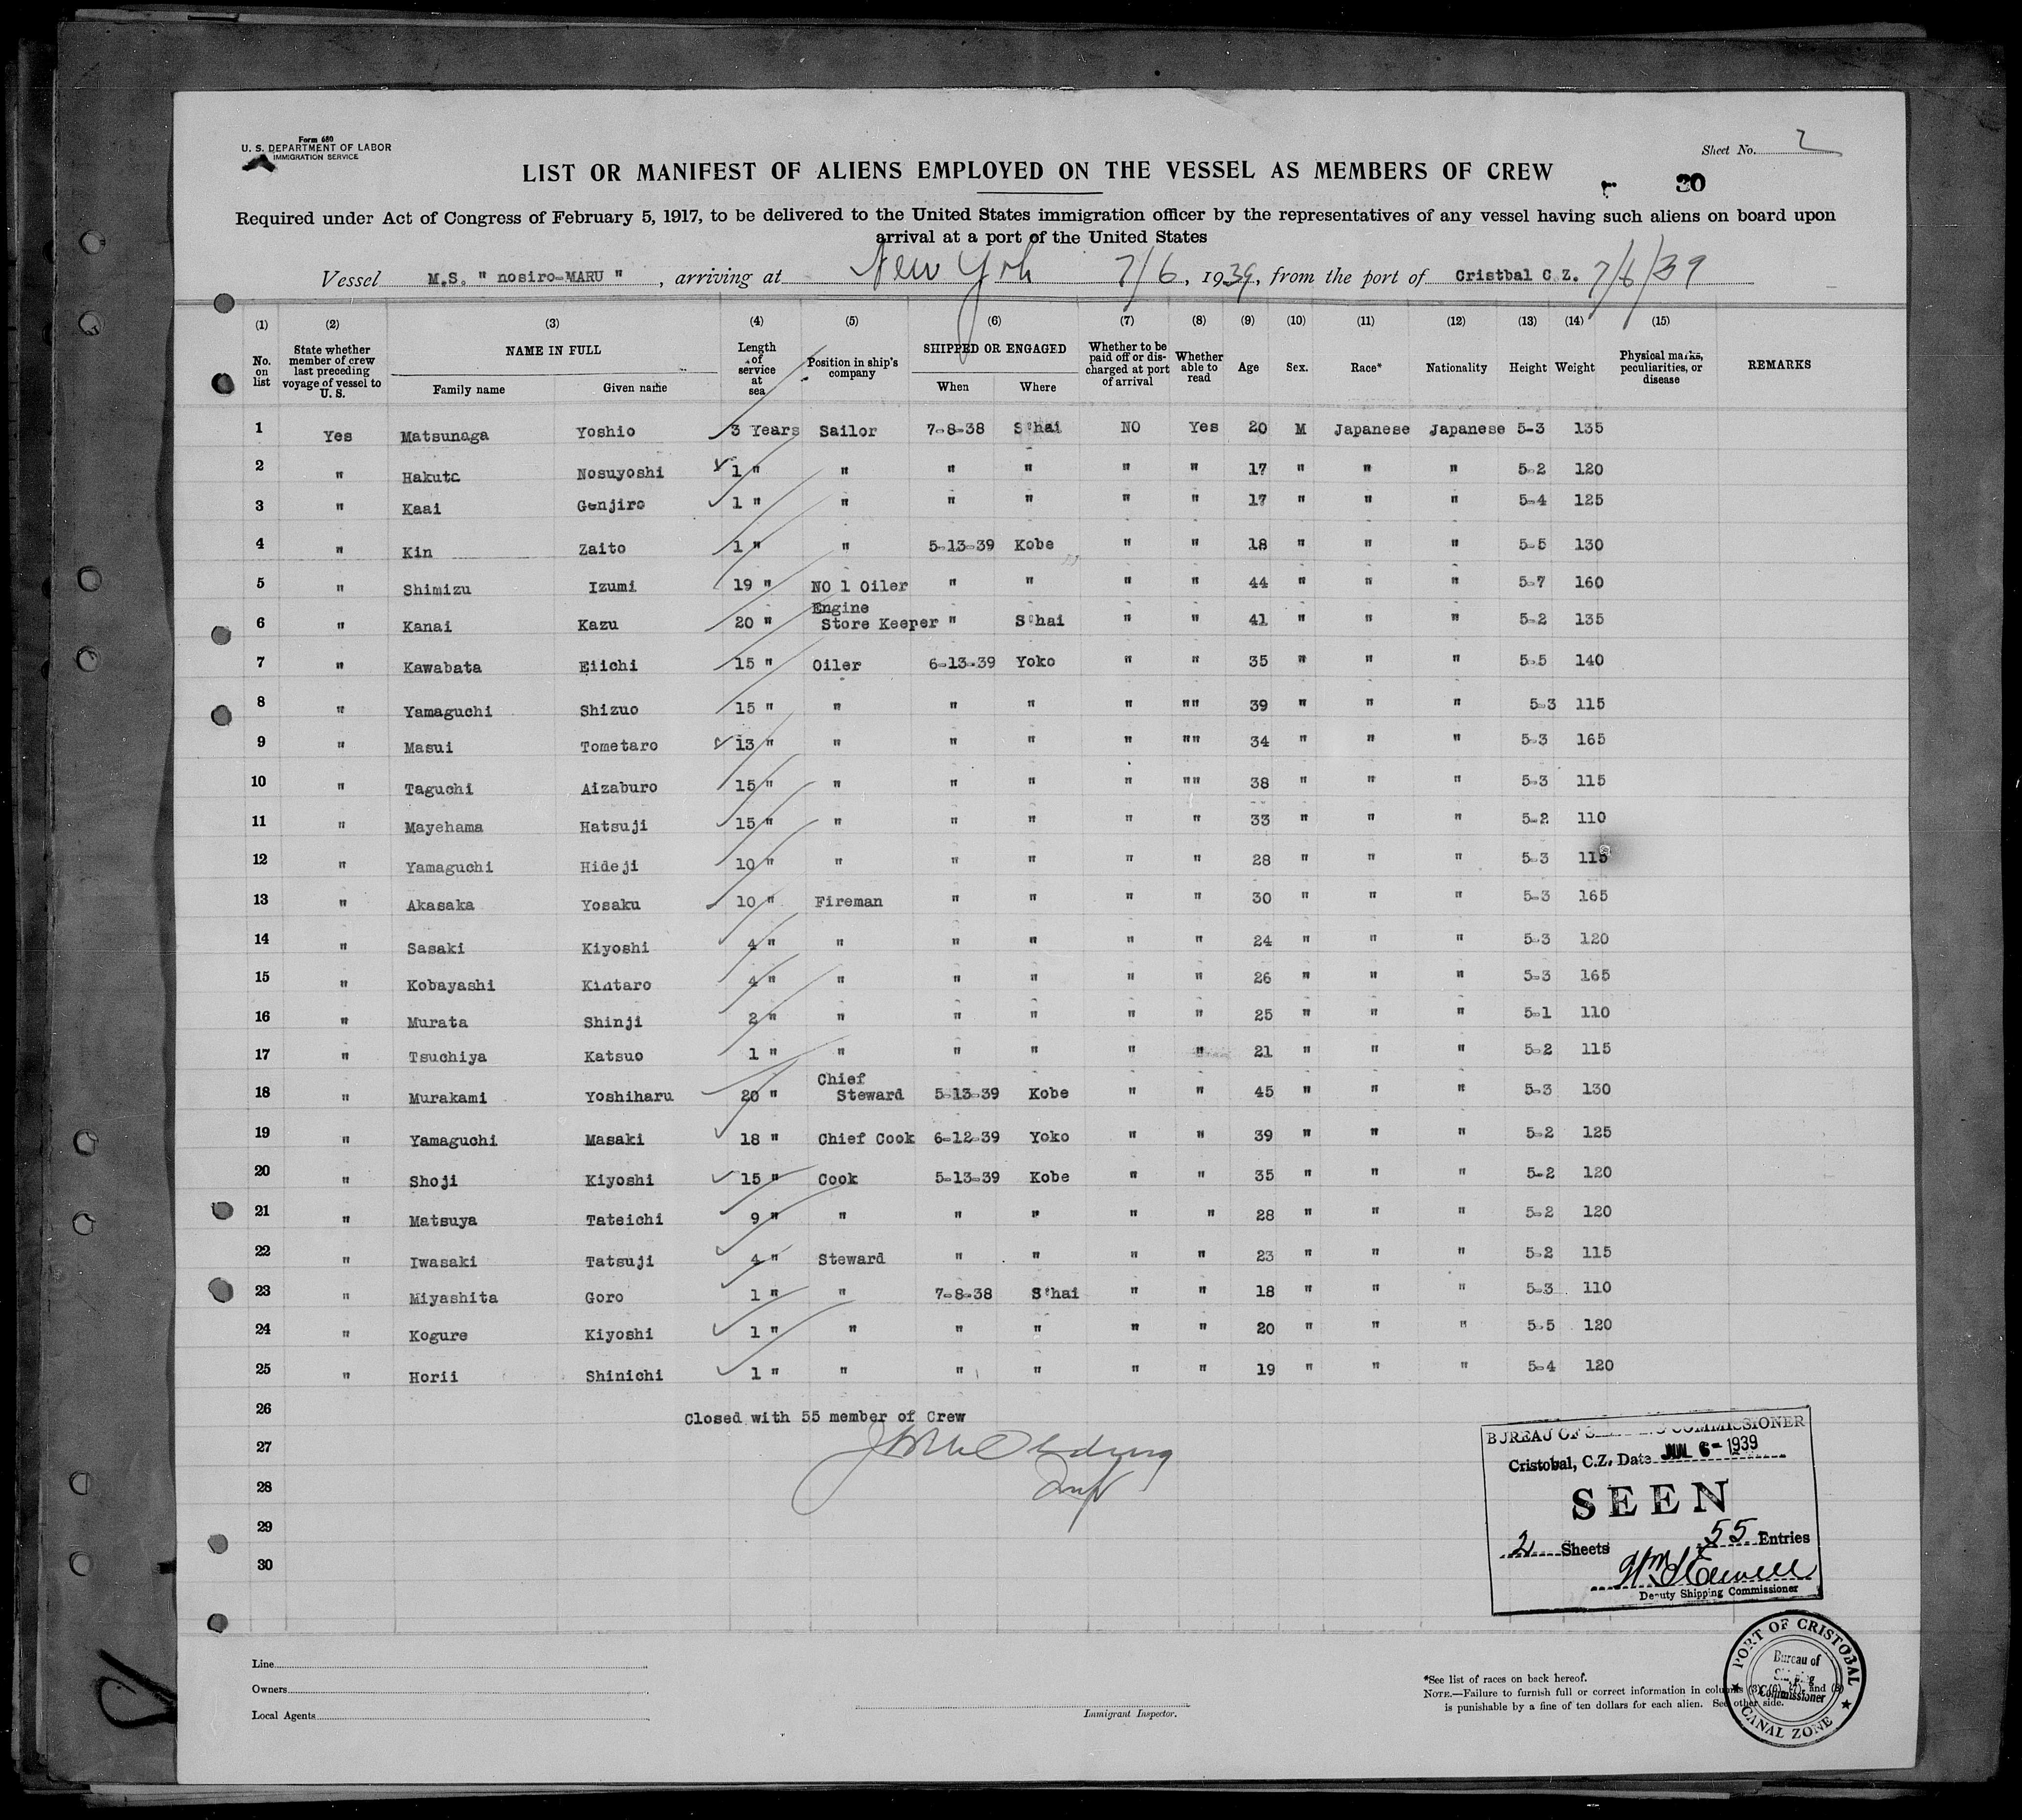 Form 680
U. S. DEPARTMENT OF LABOR
IMMIGRATION SERVICE
Sheet No. 2
LIST OR MANIFEST OF ALIENS EMPLOYED ON THE VESSEL AS MEMBERS OF CREW
30
Required under Act of Congress of February 5, 1917, to be delivered to the United States immigration officer by the representatives of any vessel having such aliens on board upon
arrival at a port of the United States
Vessel M.S. " nosiro-MARU ", arriving at New York 7/6, 1939, from the port of Cristbal C.Z. 7/6/39
(1) (2) (3) (4) (5) (6) (7) (8) (9) (10) (11) (12) (13) (14) (15)
No. on list State whether member of crew last preceding voyage of vessel to U. S. NAME IN FULL Family name Given name Length of service at sea Position in ship's company SHIPPED OR ENGAGED When Where Whether to be paid off or discharged at port of arrival Whether able to read Age Sex. Race* Nationality Height Weight Physical marks, peculiarities, or disease REMARKS
1 Yes Matsunaga Yoshio 3 Years Sailor 7-8-38 S'hai NO Yes 20 M Japanese Japanese 5-3 135
2 " Hakuta Nosuyoshi 1 " " " " " " 17 " " " 5-2 120
3 " Kaai Genjiro 1 " " " " " " 17 " " " 5-4 125
4 " Kin Zaito 1 " " 5-13-39 Kobe " " 18 " " " 5-5 130
5 " Shimizu Izumi 19 " NO 1 Oiler " " " " 44 " " " 5-7 160
6 " Kanai Kazu 20 " Engine Store Keeper " S'hai " " 41 " " " 5-2 135
7 " Kawabata Eiichi 15 " Oiler 6-13-39 Yoko " " 35 " " " 5-5 140
8 " Yamaguchi Shizuo 15 " " " " " "" 39 " " " 5-3 115
9 " Masui Tometaro 13 " " " " " "" 34 " " " 5-3 165
10 " Taguchi Aizaburo 15 " " " " " "" 38 " " " 5-3 115
11 " Mayehama Hatsuji 15 " " " " " " 33 " " " 5-2 110
12 " Yamaguchi Hideji 10 " " " " " " 28 " " " 5-3 115
13 " Akasaka Yosaku 10 " Fireman " " " " 30 " " " 5-3 165
14 " Sasaki Kiyoshi 4 " " " " " " 24 " " " 5-3 120
15 " Kobayashi Kintaro 4 " " " " " " 26 " " " 5-3 165
16 " Murata Shinji 2 " " " " " " 25 " " " 5-1 110
17 " Tsuchiya Katsuo 1 " " " " " " 21 " " " 5-2 115
18 " Murakami Yoshiharu 20 " Chief Steward 5-13-39 Kobe " " 45 " " " 5-3 130
19 " Yamaguchi Masaki 18 " Chief Cook 6-12-39 Yoko " " 39 " " " 5-2 125
20 " Shoji Kiyoshi 15 " Cook 5-13-39 Kobe " " 35 " " " 5-2 120
21 " Matsuya Tateichi 9 " " " " " " 28 " " " 5-2 120
22 " Iwasaki Tatsuji 4 " Steward " " " " 23 " " " 5-2 115
23 " Miyashita Goro 1 " " 7-8-38 S'hai " " 18 " " " 5-3 110
24 " Kogure Kiyoshi 1 " " " " " " 20 " " " 5-5 120
25 " Horii Shinichi 1 " " " " " " 19 " " " 5-4 120
26 Closed with 55 member of Crew
27
28
29
30
BUREAU OF COMMISSIONER
Cristobal, C.Z. Date JUL 6-1939
SEEN
2 Sheets 55 Entries
Deputy Shipping Commissioner
Line
Owners
Local Agents
Immigrant Inspector.
*See list of races on back hereof.
NOTE.—Failure to furnish full or correct information in columns (3), (6), (7), and (8)
is punishable by a fine of ten dollars for each alien. See other side.
PORT OF CRISTOBAL
Bureau of
Shipping
Commissioner
CANAL ZONE